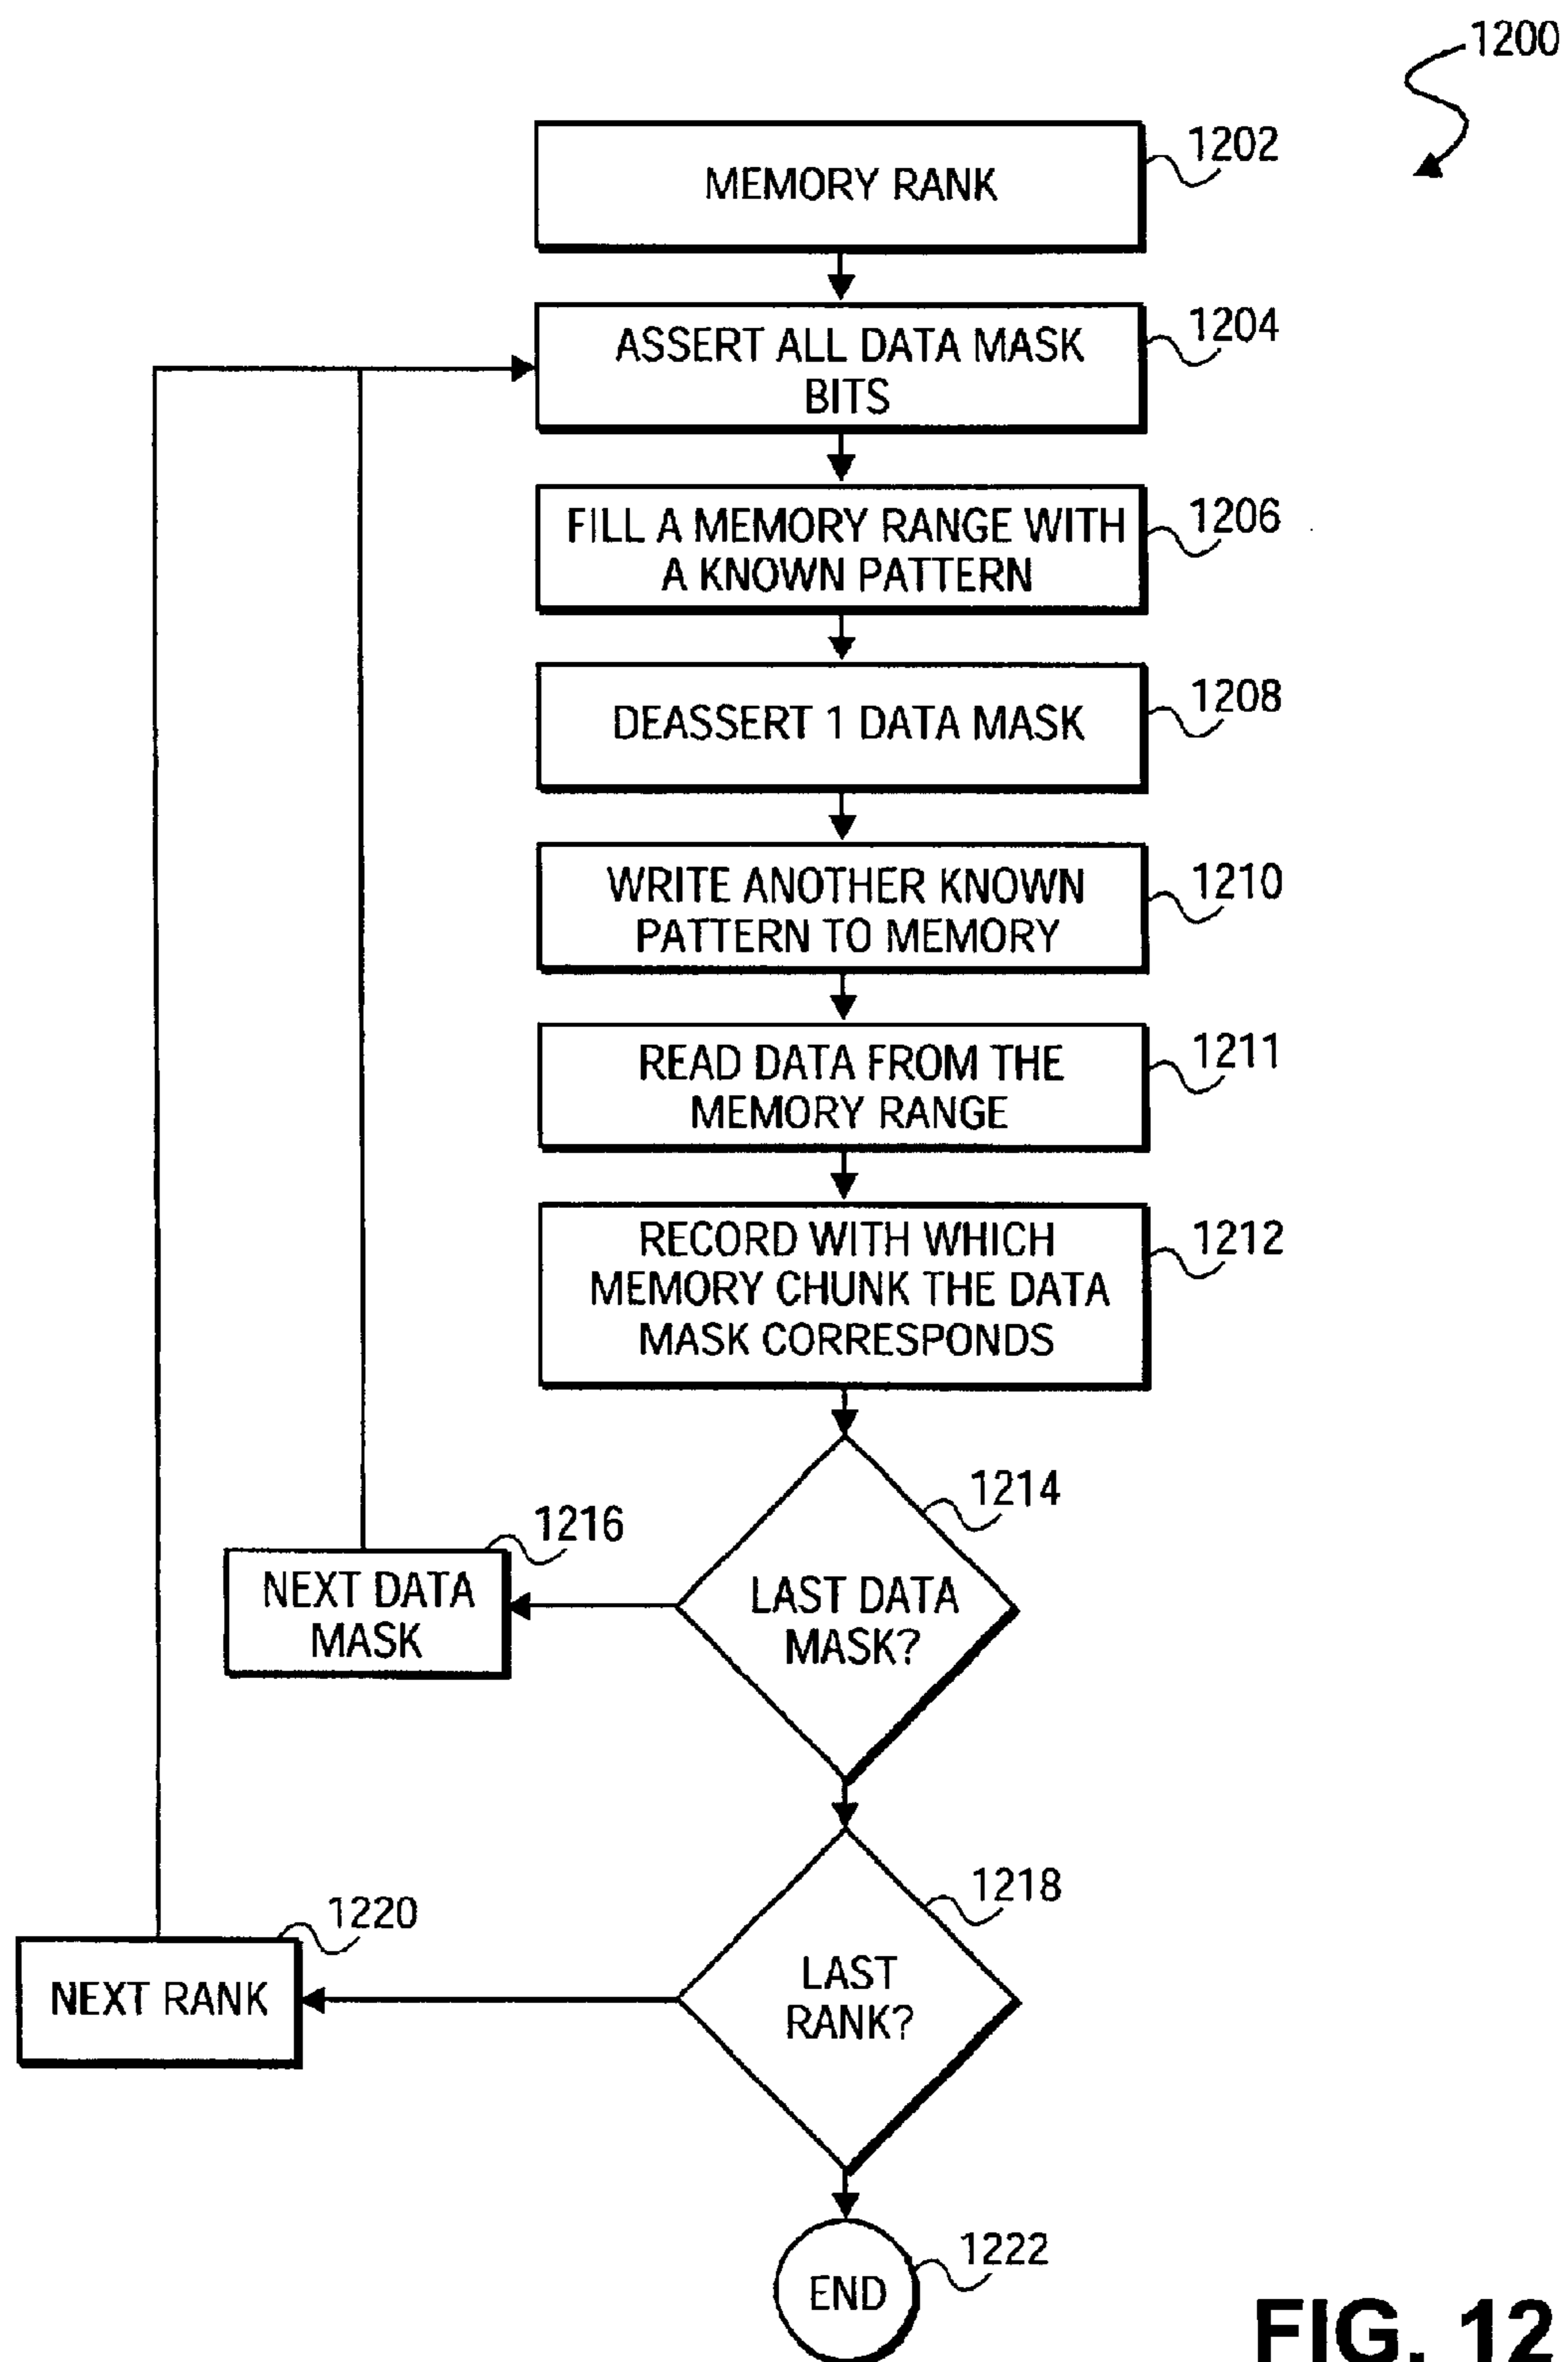 1200
MEMORY RANK
1202
ASSERT ALL DATA MASK
BITS
1204
FILL A MEMORY RANGE WITH
A KNOWN PATTERN
1206
DEASSERT 1 DATA MASK
1208
WRITE ANOTHER KNOWN
PATTERN TO MEMORY
1210
READ DATA FROM THE
MEMORY RANGE
1211
RECORD WITH WHICH
MEMORY CHUNK THE DATA
MASK CORRESPONDS
1212
LAST DATA
MASK?
1214
NEXT DATA
MASK
1216
LAST
RANK?
1218
NEXT RANK
1220
END
1222
FIG. 12